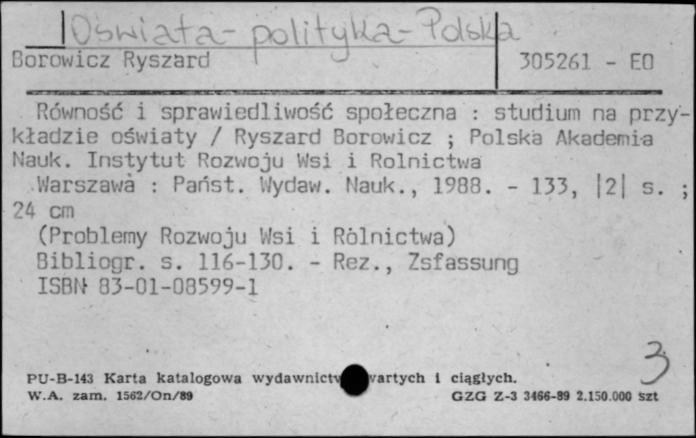 Oświata - polityka - Polska
Borowicz Ryszard 305261 - EO
Równość i sprawiedliwość społeczna : studium na przy-
kładzie oświaty / Ryszard Borowicz ; Polska Akademia
Nauk. Instytut Rozwoju Wsi i Rolnictwa
Warszawa : Państ. Wydaw. Nauk., 1988. - 133, |2| s. ;
24 cm
(Problemy Rozwoju Wsi i Rolnictwa)
Bibliogr. s. 116-130. - Rez., Zsfassung
ISBN 83-01-08599-1
3
PU-B-143 Karta katalogowa wydawnictw wartych i ciągłych.
W.A. zam. 1562/On/89 GZG Z-3 3466-89 2.150.000 szt